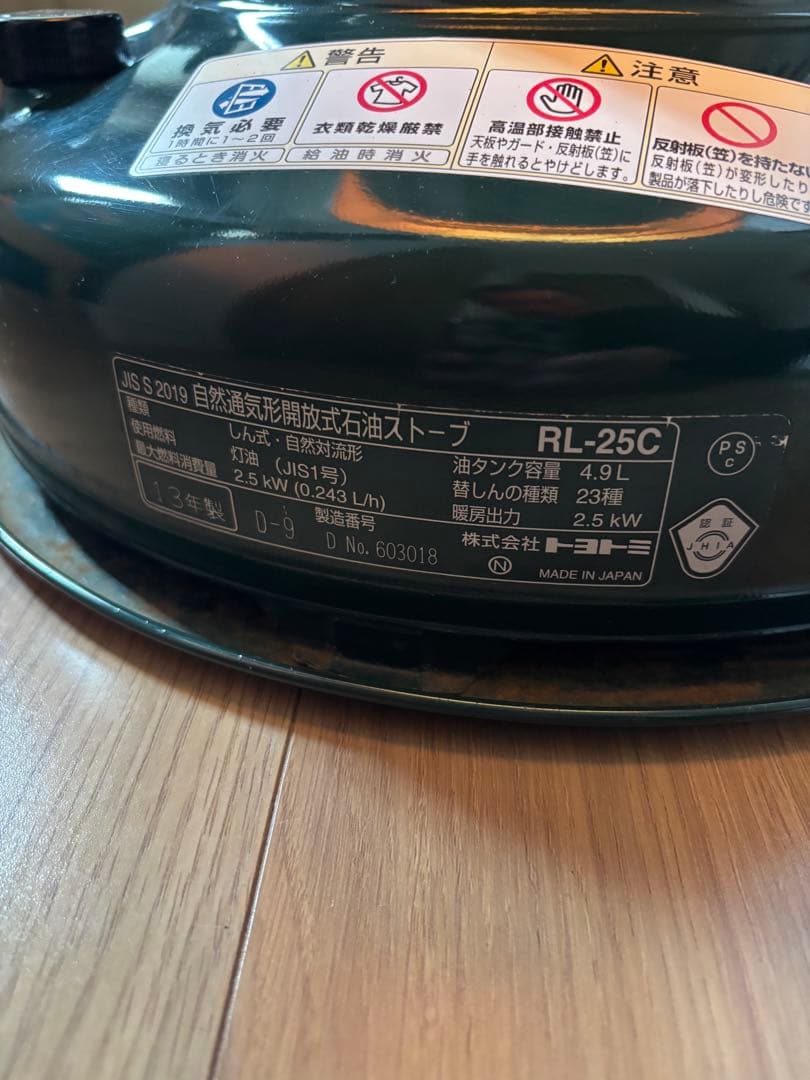 警告
換気必要
1時間に1～2回
衣類乾燥厳禁
寝るとき消火
給油時消火
注意
高温部接触禁止
天板やガード・反射板(笠)に
手を触れるとやけどします。
反射板(笠)を持たない
反射板(笠)が変形したり
製品が落下したりし危険です
JIS S 2019 自然通気形開放式石油ストーブ RL-25C
種類 しん式・自然対流形
使用燃料 灯油 (JIS1号)
最大燃料消費量 2.5 kW (0.243 L/h)
油タンク容量 4.9 L
替しんの種類 23種
暖房出力 2.5 kW
13年製
D-9
製造番号
D No. 603018
株式会社 トヨトミ
N
MADE IN JAPAN
PS
C
認証
JHIA